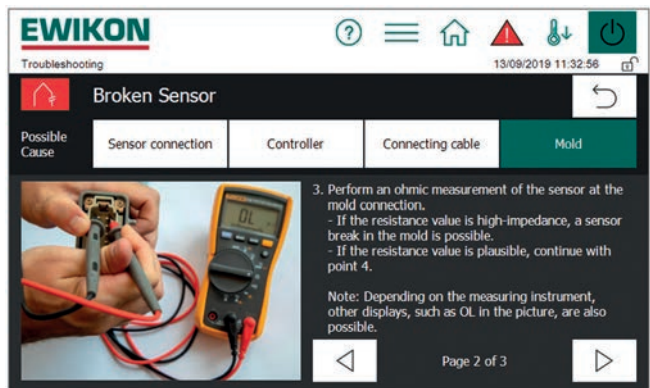 EWIKON
?
Troubleshooting
13/09/2019 11:32:56
Broken Sensor
Possible
Cause
Sensor connection
Controller
Connecting cable
Mold
OL
3. Perform an ohmic measurement of the sensor at the
mold connection.
- If the resistance value is high-impedance, a sensor
break in the mold is possible.
- If the resistance value is plausible, continue with
point 4.
Note: Depending on the measuring instrument,
other displays, such as OL in the picture, are also
possible.
Page 2 of 3